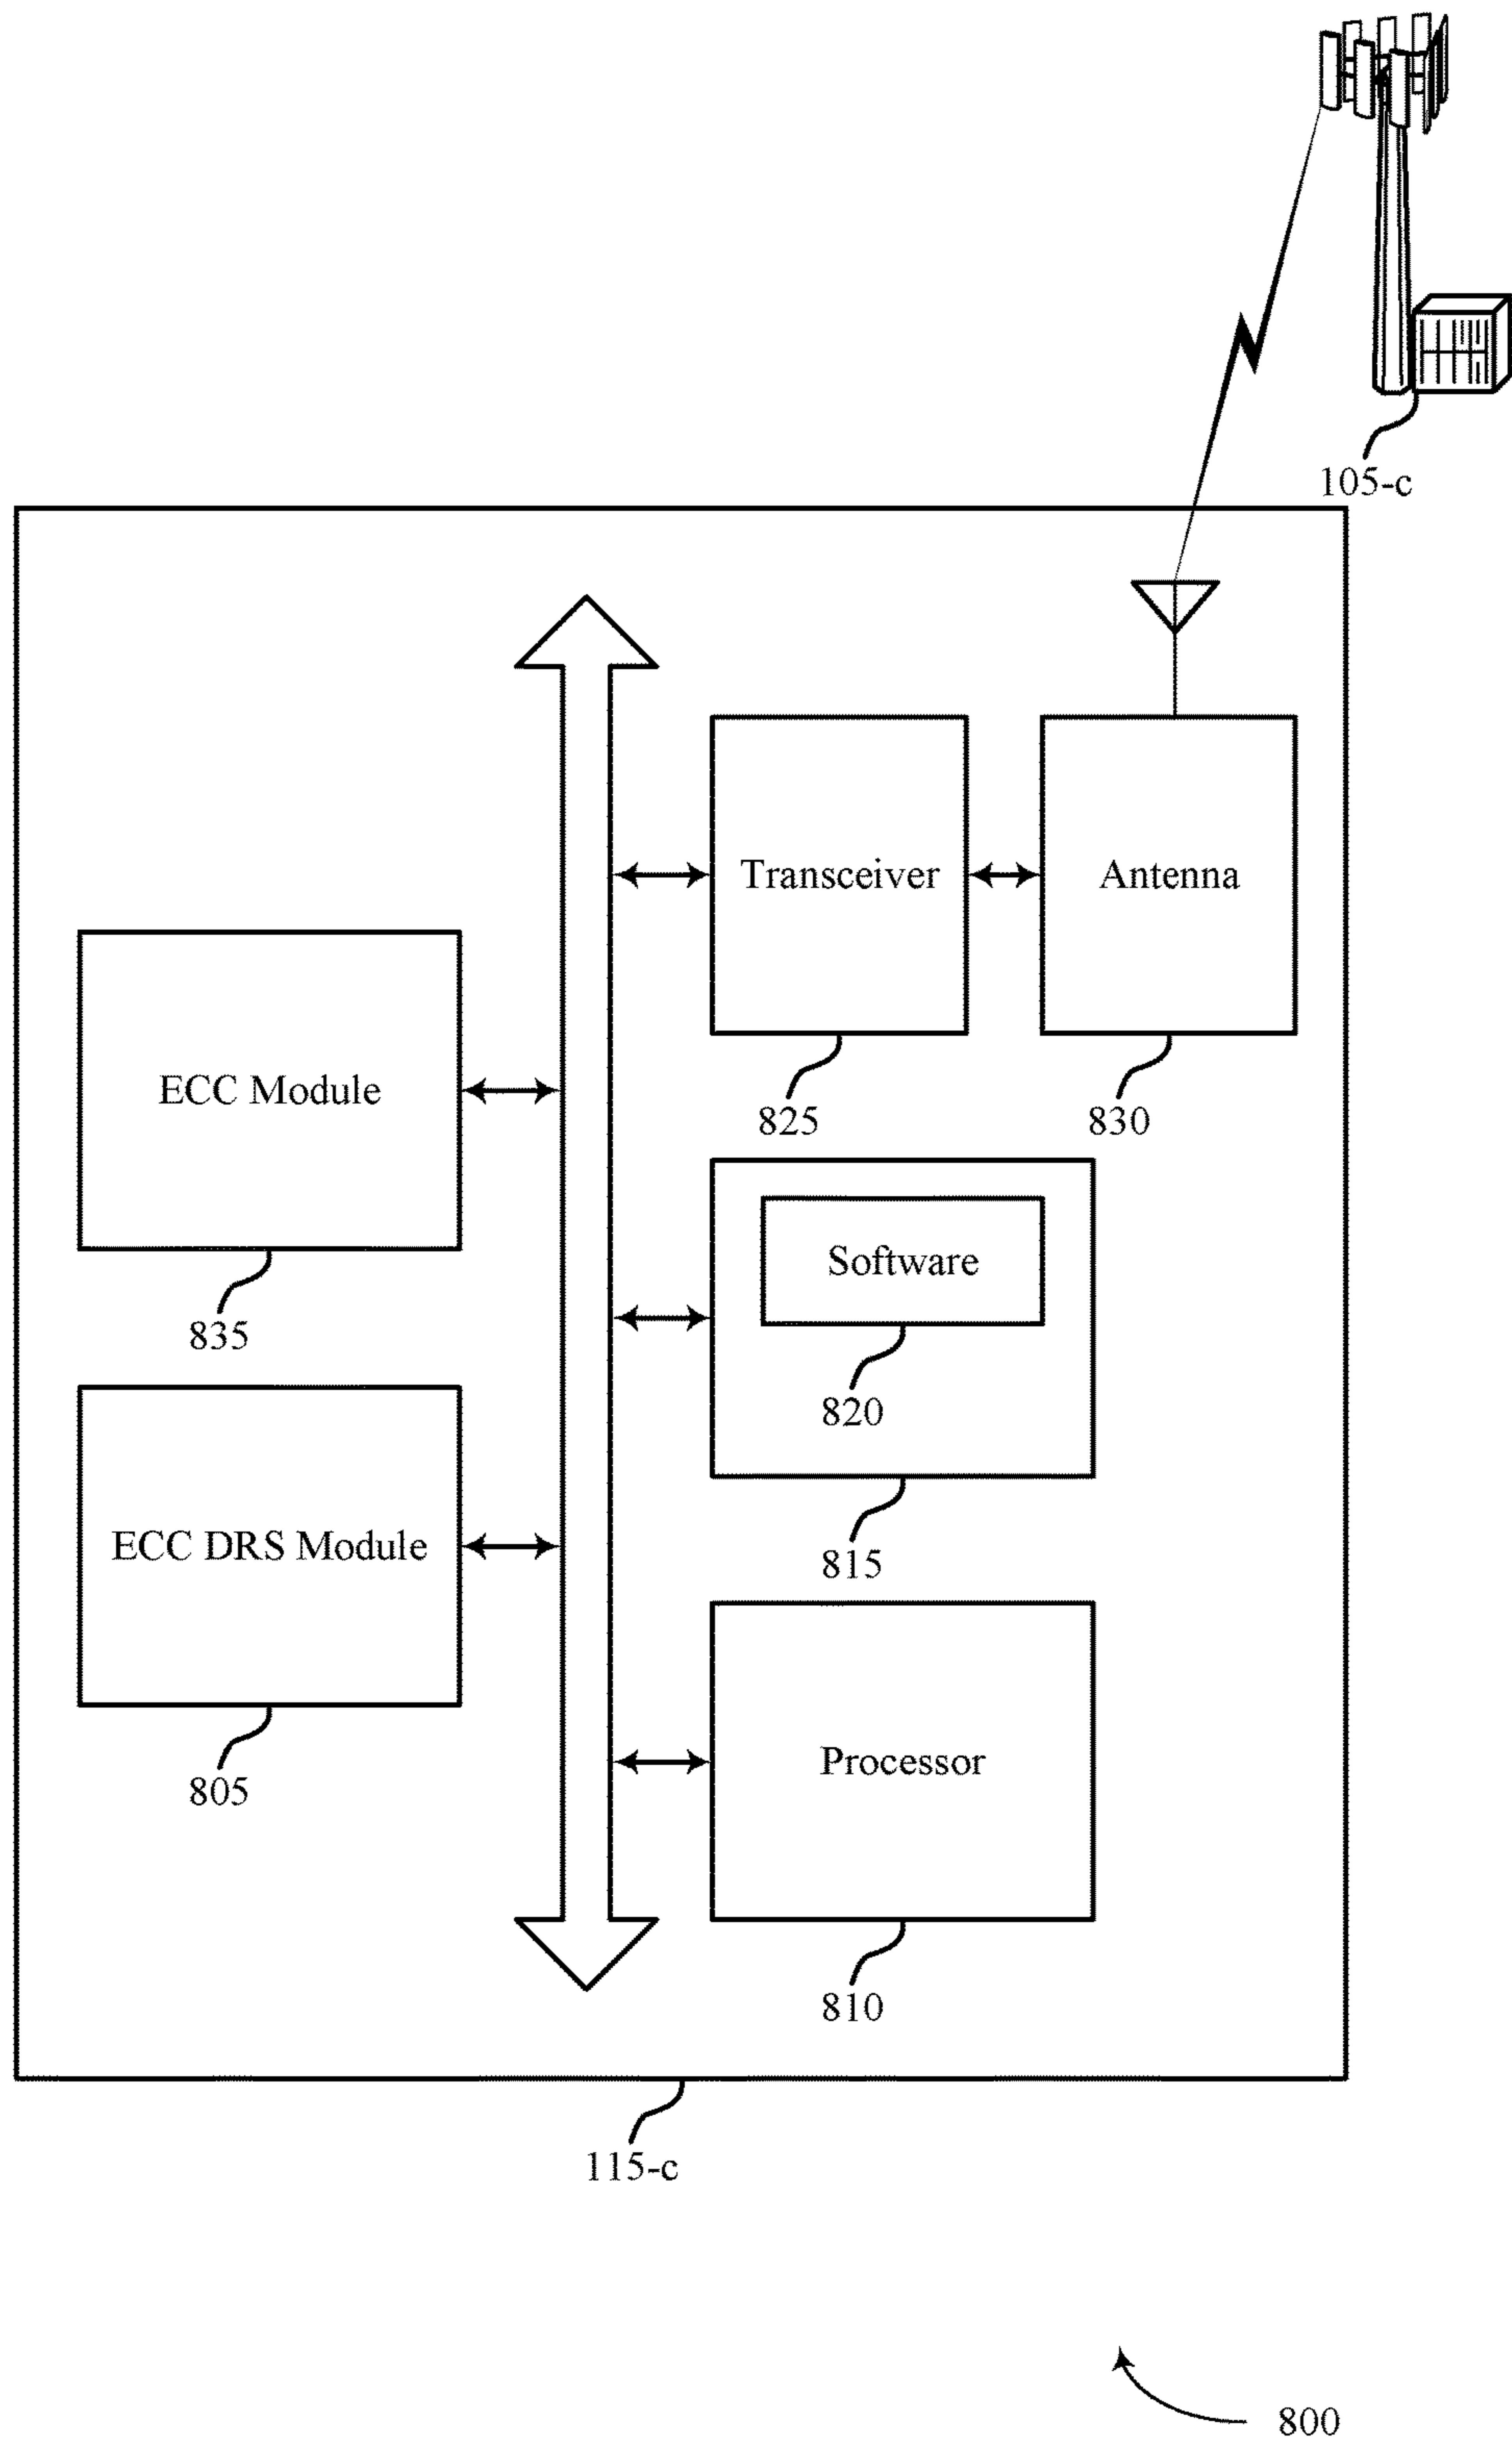 105-c
Transceiver
Antenna
825
830
ECC Module
835
Software
820
815
ECC DRS Module
805
Processor
810
115-c
800